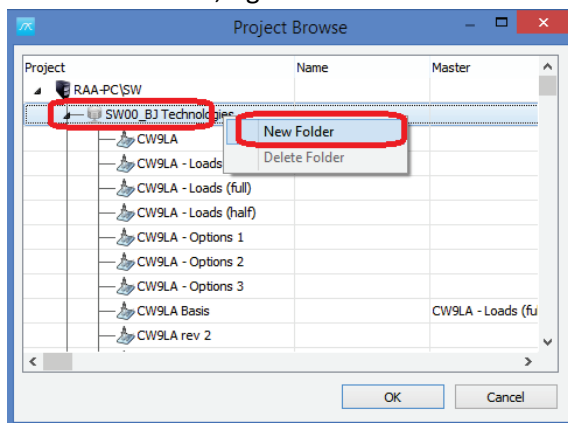 Project Browse
Project Name Master
RAA-PC\SW
SW00_BJ Technologies
New Folder
CW9LA
Delete Folder
CW9LA - Loads
CW9LA - Loads (full)
CW9LA - Loads (half)
CW9LA - Options 1
CW9LA - Options 2
CW9LA - Options 3
CW9LA Basis CW9LA - Loads (fu
CW9LA rev 2
OK Cancel